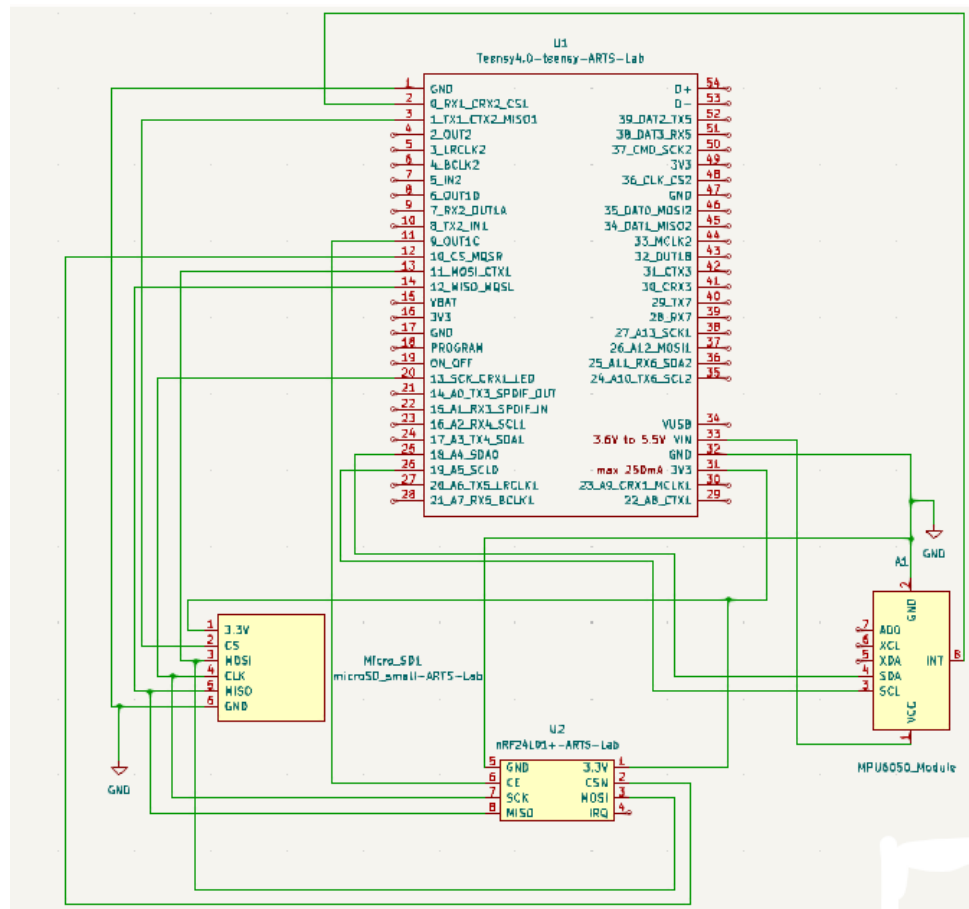 U1
Teensy4.0-teensy-ARTS-Lab
1 GND
2 0_RX1_CRX2_CS1
3 1_TX1_CTX2_MISO1
4 2_OUT2
5 3_LRCLK2
6 4_BCLK2
7 5_IN2
8 6_OUT1D
9 7_RX2_OUT1A
10 8_TX2_IN1
11 9_OUT1C
12 10_CS_MQSR
13 11_MOSI_CTX1
14 12_MISO_MQSL
15 VBAT
16 3V3
17 GND
18 PROGRAM
19 ON_OFF
20 13_SCK_CRX1_LED
21 14_A0_TX3_SPDIF_OUT
22 15_A1_RX3_SPDIF_IN
23 16_A2_RX4_SCL1
24 17_A3_TX4_SDA1
25 18_A4_SDA0
26 19_A5_SCL0
27 20_A6_TX5_LRCLK1
28 21_A7_RX5_BCLK1
D+ 54
D- 53
39_DAT2_TX5 52
38_DAT3_RX5 51
37_CMD_SCK2 50
3V3 49
36_CLK_CS2 48
GND 47
35_DAT0_MOSI2 46
34_DAT1_MISO2 45
33_MCLK2 44
32_OUT1B 43
31_CTX3 42
30_CRX3 41
29_TX7 40
28_RX7 39
27_A13_SCK1 38
26_A12_MOSI1 37
25_A11_RX6_SDA2 36
24_A10_TX6_SCL2 35
VUSB 34
3.6V to 5.5V VIN 33
GND 32
max 250mA 3V3 31
23_A9_CRX1_MCLK1 30
22_A8_CTX1 29
GND
A1
2 GND
7 AD0
6 XCL
5 XDA
4 SDA
3 SCL
INT 8
VCC 1
MPU6050_Module
1 3.3V
2 CS
3 MOSI
4 CLK
5 MISO
6 GND
Micro_SD1
microSD_small-ARTS-Lab
GND
U2
nRF24L01+-ARTS-Lab
5 GND 3.3V 1
6 CE CSN 2
7 SCK MOSI 3
8 MISO IRQ 4